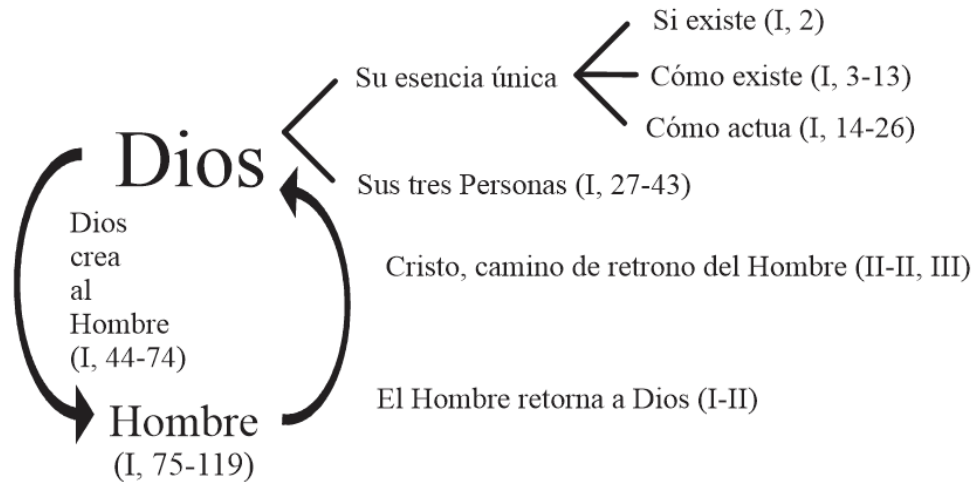 Si existe (I, 2)
Su esencia única
Cómo existe (I, 3-13)
Cómo actua (I, 14-26)
Dios
Sus tres Personas (I, 27-43)
Dios
crea
al
Hombre
(I, 44-74)
Cristo, camino de retrono del Hombre (II-II, III)
El Hombre retorna a Dios (I-II)
Hombre
(I, 75-119)